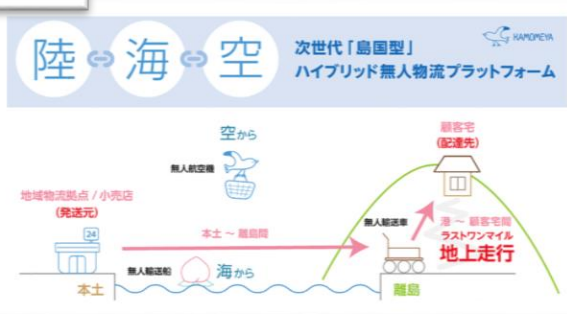 陸 海 空
次世代「島国型」
ハイブリッド無人物流プラットフォーム
KAMOMEYA
空から
無人航空機
顧客宅
(配達先)
地域物流拠点 / 小売店
(発送元)
24
本土 ～ 離島間
無人輸送車
港 ～ 顧客宅間
ラストワンマイル
地上走行
無人輸送船
海から
本土
離島